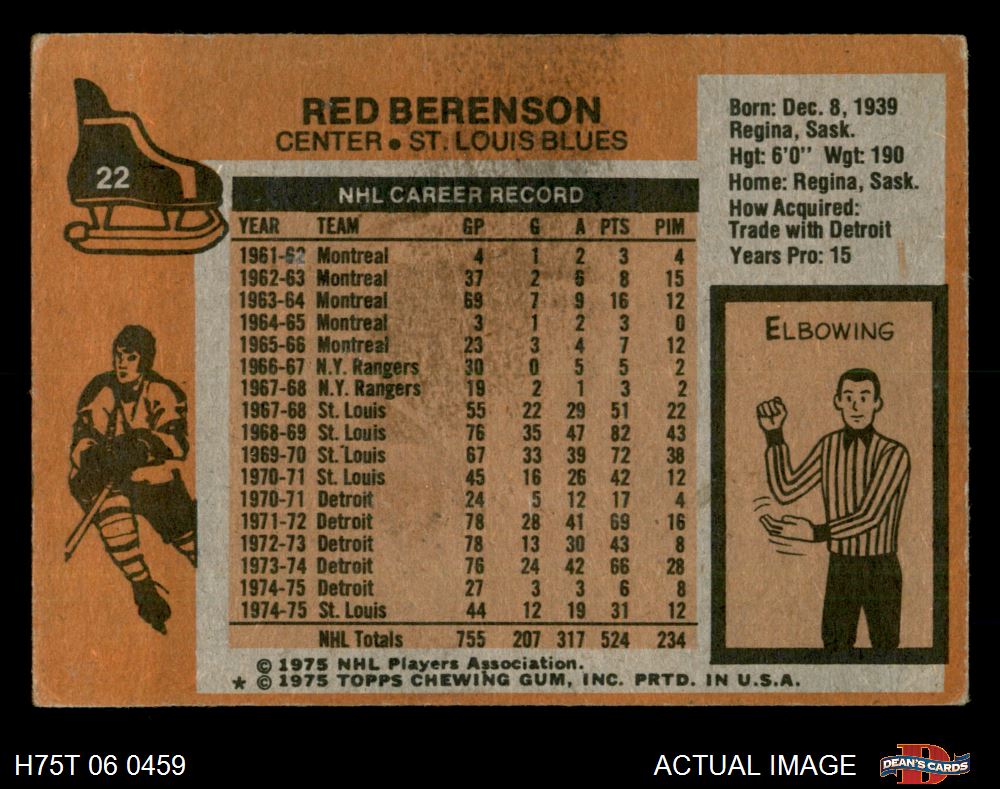 RED BERENSON
CENTER • ST. LOUIS BLUES
22
NHL CAREER RECORD
YEAR TEAM GP G A PTS PIM
1961-62 Montreal 4 1 2 3 4
1962-63 Montreal 37 2 6 8 15
1963-64 Montreal 69 7 9 16 12
1964-65 Montreal 3 1 2 3 0
1965-66 Montreal 23 3 4 7 12
1966-67 N.Y. Rangers 30 0 5 5 2
1967-68 N.Y. Rangers 19 2 1 3 2
1967-68 St. Louis 55 22 29 51 22
1968-69 St. Louis 76 35 47 82 43
1969-70 St. Louis 67 33 39 72 38
1970-71 St. Louis 45 16 26 42 12
1970-71 Detroit 24 5 12 17 4
1971-72 Detroit 78 28 41 69 16
1972-73 Detroit 78 13 30 43 8
1973-74 Detroit 76 24 42 66 28
1974-75 Detroit 27 3 3 6 8
1974-75 St. Louis 44 12 19 31 12
NHL Totals 755 207 317 524 234
© 1975 NHL Players Association.
* © 1975 TOPPS CHEWING GUM, INC. PRTD. IN U.S.A.
Born: Dec. 8, 1939
Regina, Sask.
Hgt: 6'0" Wgt: 190
Home: Regina, Sask.
How Acquired:
Trade with Detroit
Years Pro: 15
ELBOWING
H75T 06 0459
ACTUAL IMAGE
D
DEAN'S CARDS